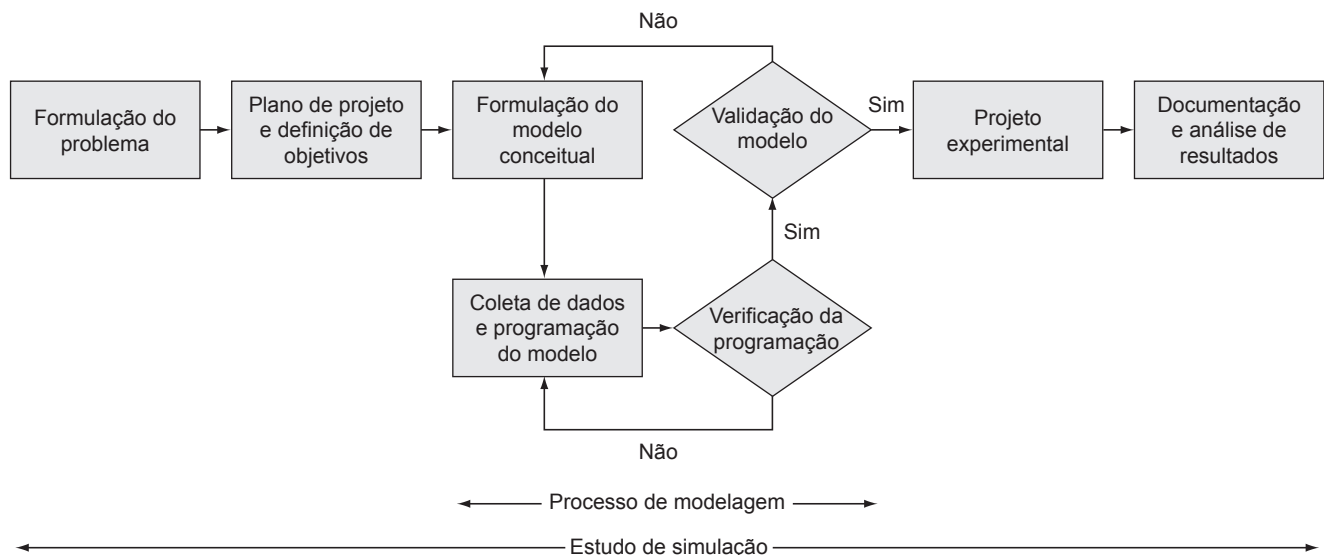 Não
Formulação do
problema
Plano de projeto
e definição de
objetivos
Formulação do
modelo
conceitual
Validação do
modelo
Sim
Projeto
experimental
Documentação
e análise de
resultados
Sim
Coleta de dados
e programação
do modelo
Verificação da
programação
Não
Processo de modelagem
Estudo de simulação